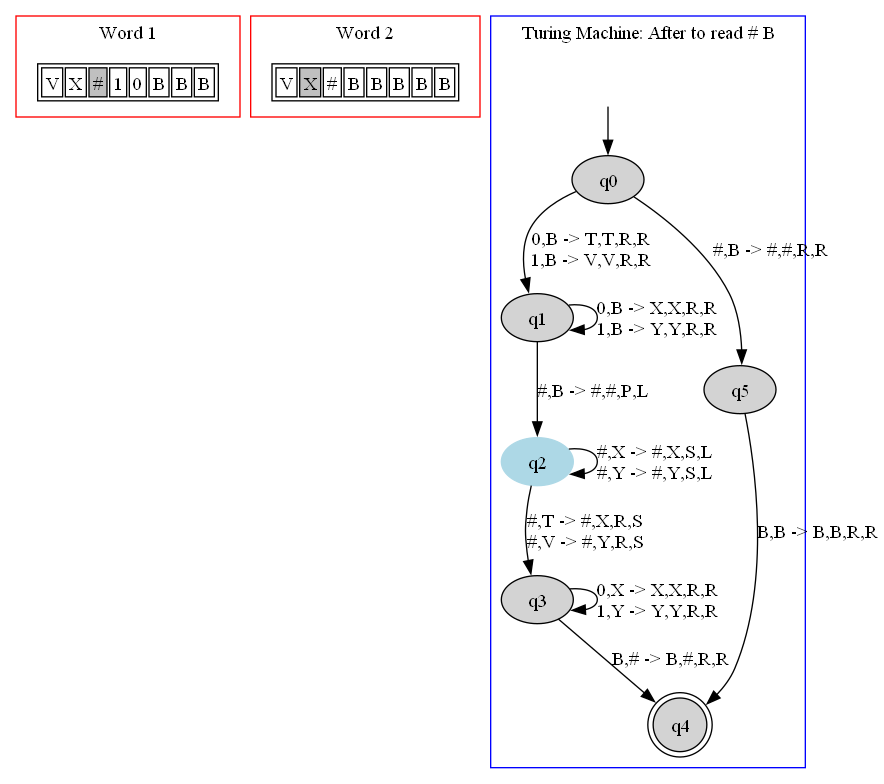 Word 1
V X # 1 0 B B B
Word 2
V X # B B B B B
Turing Machine: After to read # B
q0
0,B -> T,T,R,R
1,B -> V,V,R,R
#,B -> #,#,R,R
q1
0,B -> X,X,R,R
1,B -> Y,Y,R,R
#,B -> #,#,P,L
q5
q2
#,X -> #,X,S,L
#,Y -> #,Y,S,L
#,T -> #,X,R,S
#,V -> #,Y,R,S
B,B -> B,B,R,R
q3
0,X -> X,X,R,R
1,Y -> Y,Y,R,R
B,# -> B,#,R,R
q4